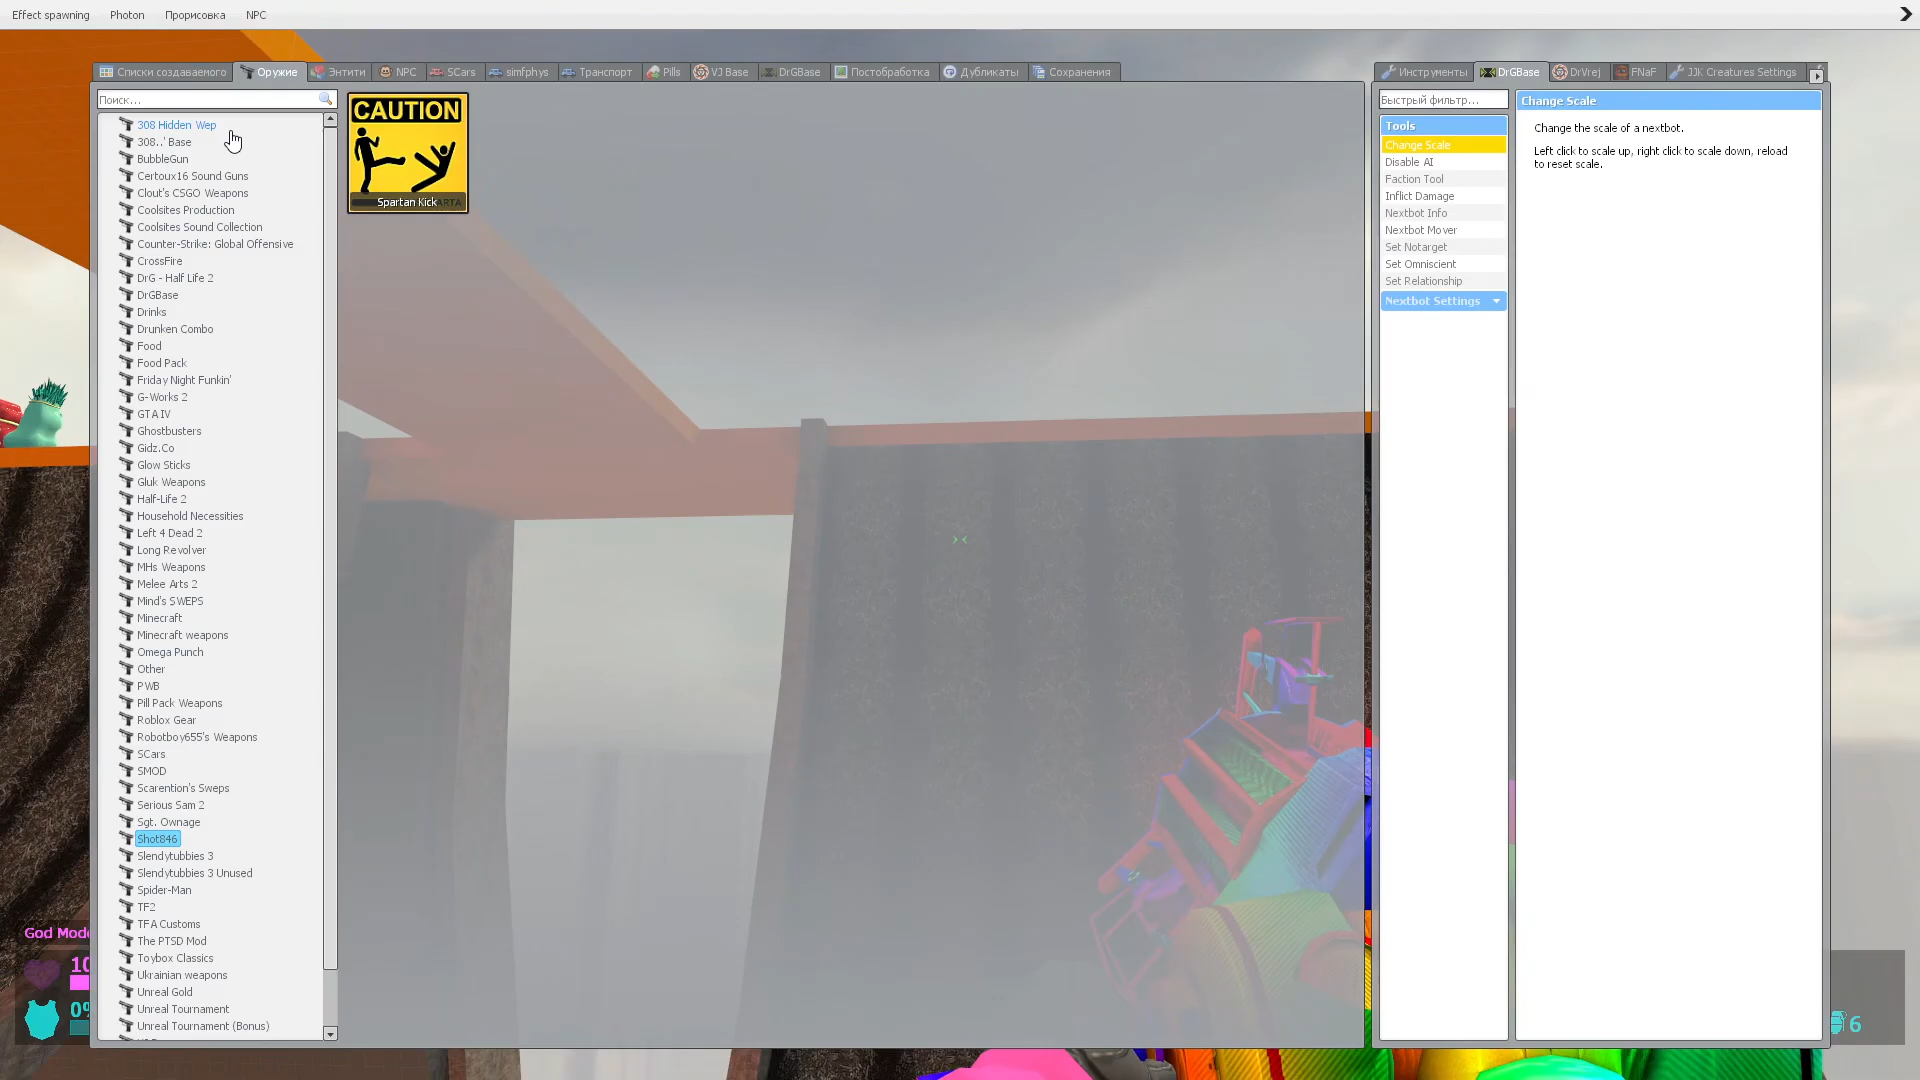 Effect spawning Photon Прорисовка NPC
Списки создаваемого Оружие Энтити NPC SCars simfphys Транспорт Pills VJ Base DrGBase Постобработка Дубликаты Сохранения
Инструменты DrGBase DrVrej FNaF JJK Creatures Settings
Поиск...
308 Hidden Wep
308..' Base
BubbleGun
Certoux16 Sound Guns
Clout's CSGO Weapons
Coolsites Production
Coolsites Sound Collection
Counter-Strike: Global Offensive
CrossFire
DrG - Half Life 2
DrGBase
Drinks
Drunken Combo
Food
Food Pack
Friday Night Funkin'
G-Works 2
GTA IV
Ghostbusters
Gidz.Co
Glow Sticks
Gluk Weapons
Half-Life 2
Household Necessities
Left 4 Dead 2
Long Revolver
MHs Weapons
Melee Arts 2
Mind's SWEPS
Minecraft
Minecraft weapons
Omega Punch
Other
PWB
Pill Pack Weapons
Roblox Gear
Robotboy655's Weapons
SCars
SMOD
Scarention's Sweps
Serious Sam 2
Sgt. Ownage
Shot846
Slendytubbies 3
Slendytubbies 3 Unused
Spider-Man
TF2
TFA Customs
The PTSD Mod
Toybox Classics
Ukrainian weapons
Unreal Gold
Unreal Tournament
Unreal Tournament (Bonus)
CAUTION
Spartan Kick
Быстрый фильтр...
Tools
Change Scale
Disable AI
Faction Tool
Inflict Damage
Nextbot Info
Nextbot Mover
Set Notarget
Set Omniscient
Set Relationship
Nextbot Settings
Change Scale
Change the scale of a nextbot.
Left click to scale up, right click to scale down, reload
to reset scale.
God Mode
10
0%
6